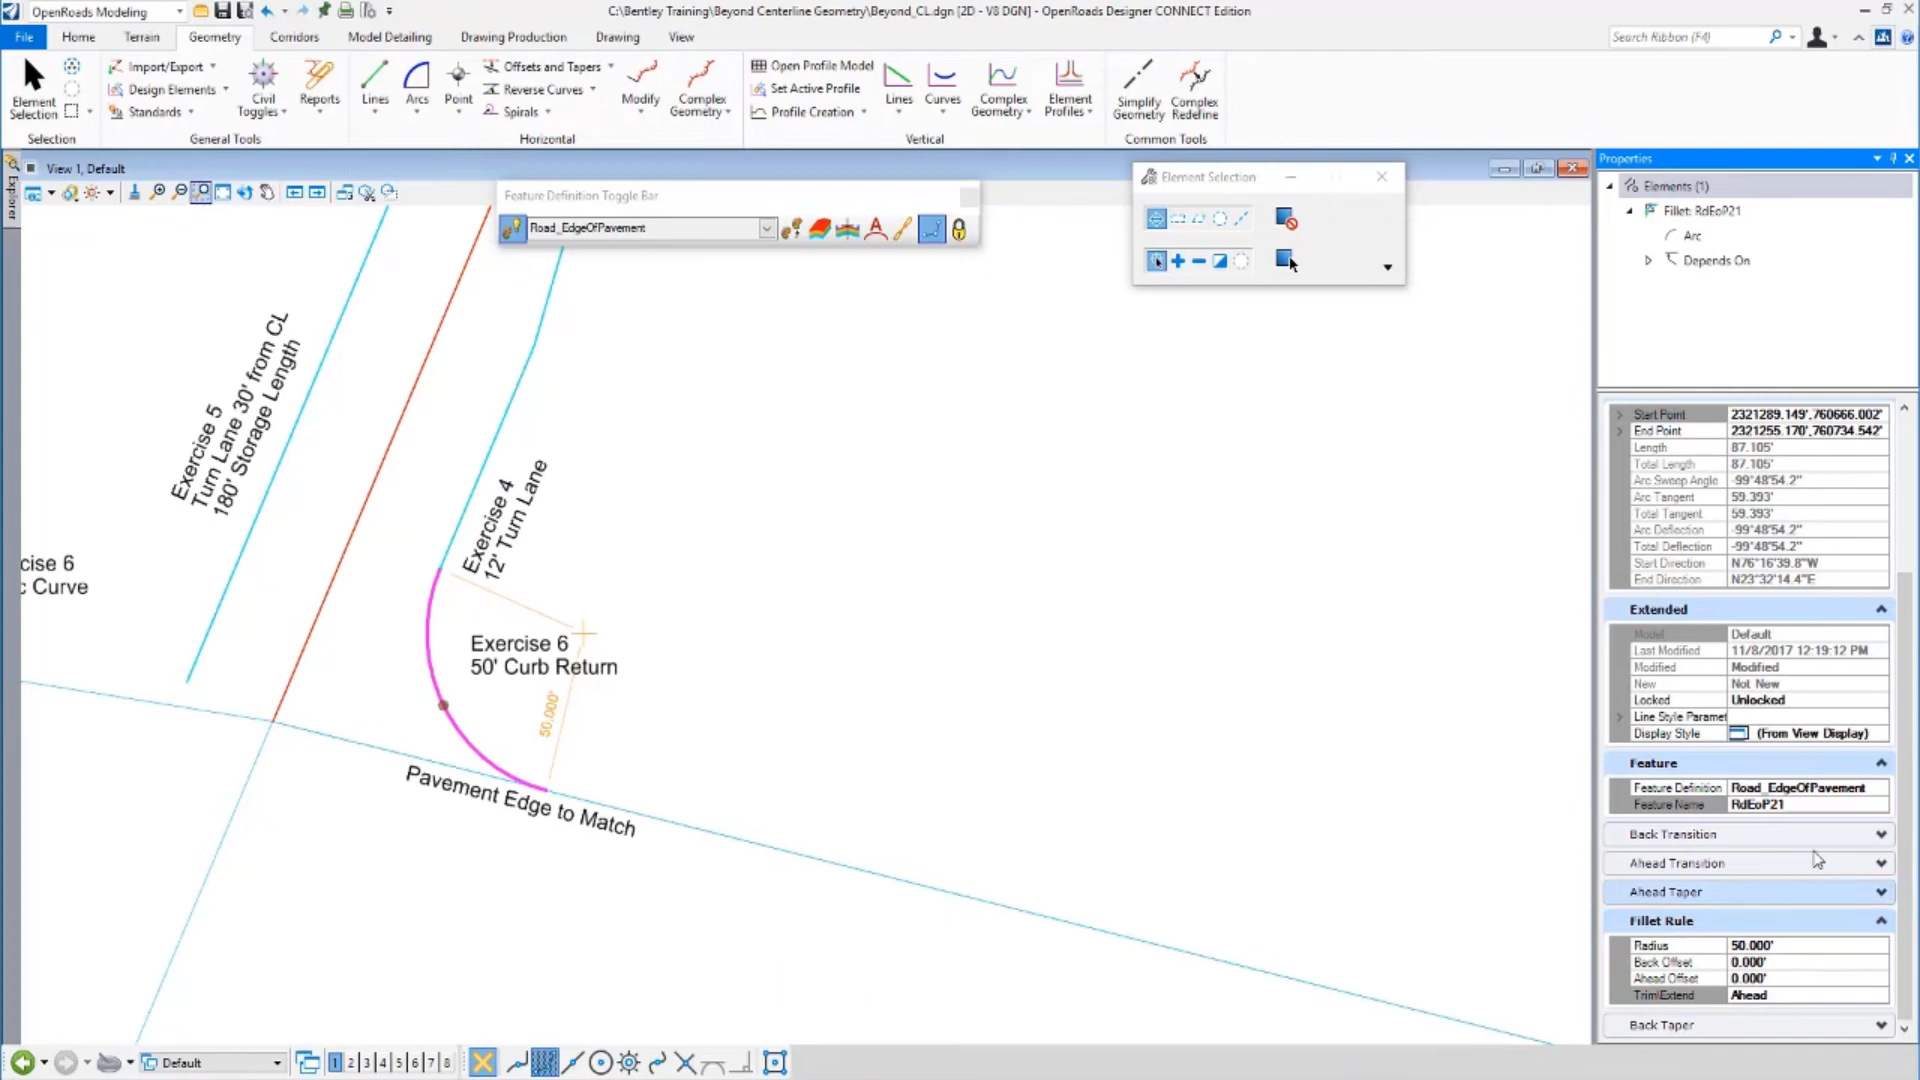 OpenRoads Modeling
C:\Bentley Training\Beyond Centerline Geometry\Beyond_CL.dgn [2D - V8 DGN] - OpenRoads Designer CONNECT Edition
File
Home
Terrain
Geometry
Corridors
Model Detailing
Drawing Production
Drawing
View
Search Ribbon (F4)
Element
Selection
Selection
Import/Export
Design Elements
Standards
Civil
Toggles
Reports
General Tools
Lines
Arcs
Point
Offsets and Tapers
Reverse Curves
Spirals
Modify
Complex
Geometry
Horizontal
Open Profile Model
Set Active Profile
Profile Creation
Lines
Curves
Complex
Geometry
Element
Profiles
Vertical
Simplify
Geometry
Complex
Redefine
Common Tools
Explorer
View 1, Default
Feature Definition Toggle Bar
Road_EdgeOfPavement
Element Selection
Exercise 5
Turn Lane 30' from CL
180' Storage Length
cise 6
c Curve
Exercise 4
12' Turn Lane
Exercise 6
50' Curb Return
50.000'
Pavement Edge to Match
Properties
Elements (1)
Fillet: RdEoP21
Arc
Depends On
Start Point 2321289.149',760666.002'
End Point 2321255.170',760734.542'
Length 87.105'
Total Length 87.105'
Arc Sweep Angle -99°48'54.2"
Arc Tangent 59.393'
Total Tangent 59.393'
Arc Deflection -99°48'54.2"
Total Deflection -99°48'54.2"
Start Direction N76°16'39.8"W
End Direction N23°32'14.4"E
Extended
Model Default
Last Modified 11/8/2017 12:19:12 PM
Modified Modified
New Not New
Locked Unlocked
Line Style Paramet
Display Style (From View Display)
Feature
Feature Definition Road_EdgeOfPavement
Feature Name RdEoP21
Back Transition
Ahead Transition
Ahead Taper
Fillet Rule
Radius 50.000'
Back Offset 0.000'
Ahead Offset 0.000'
Trim\Extend Ahead
Back Taper
Default
1 2 3 4 5 6 7 8